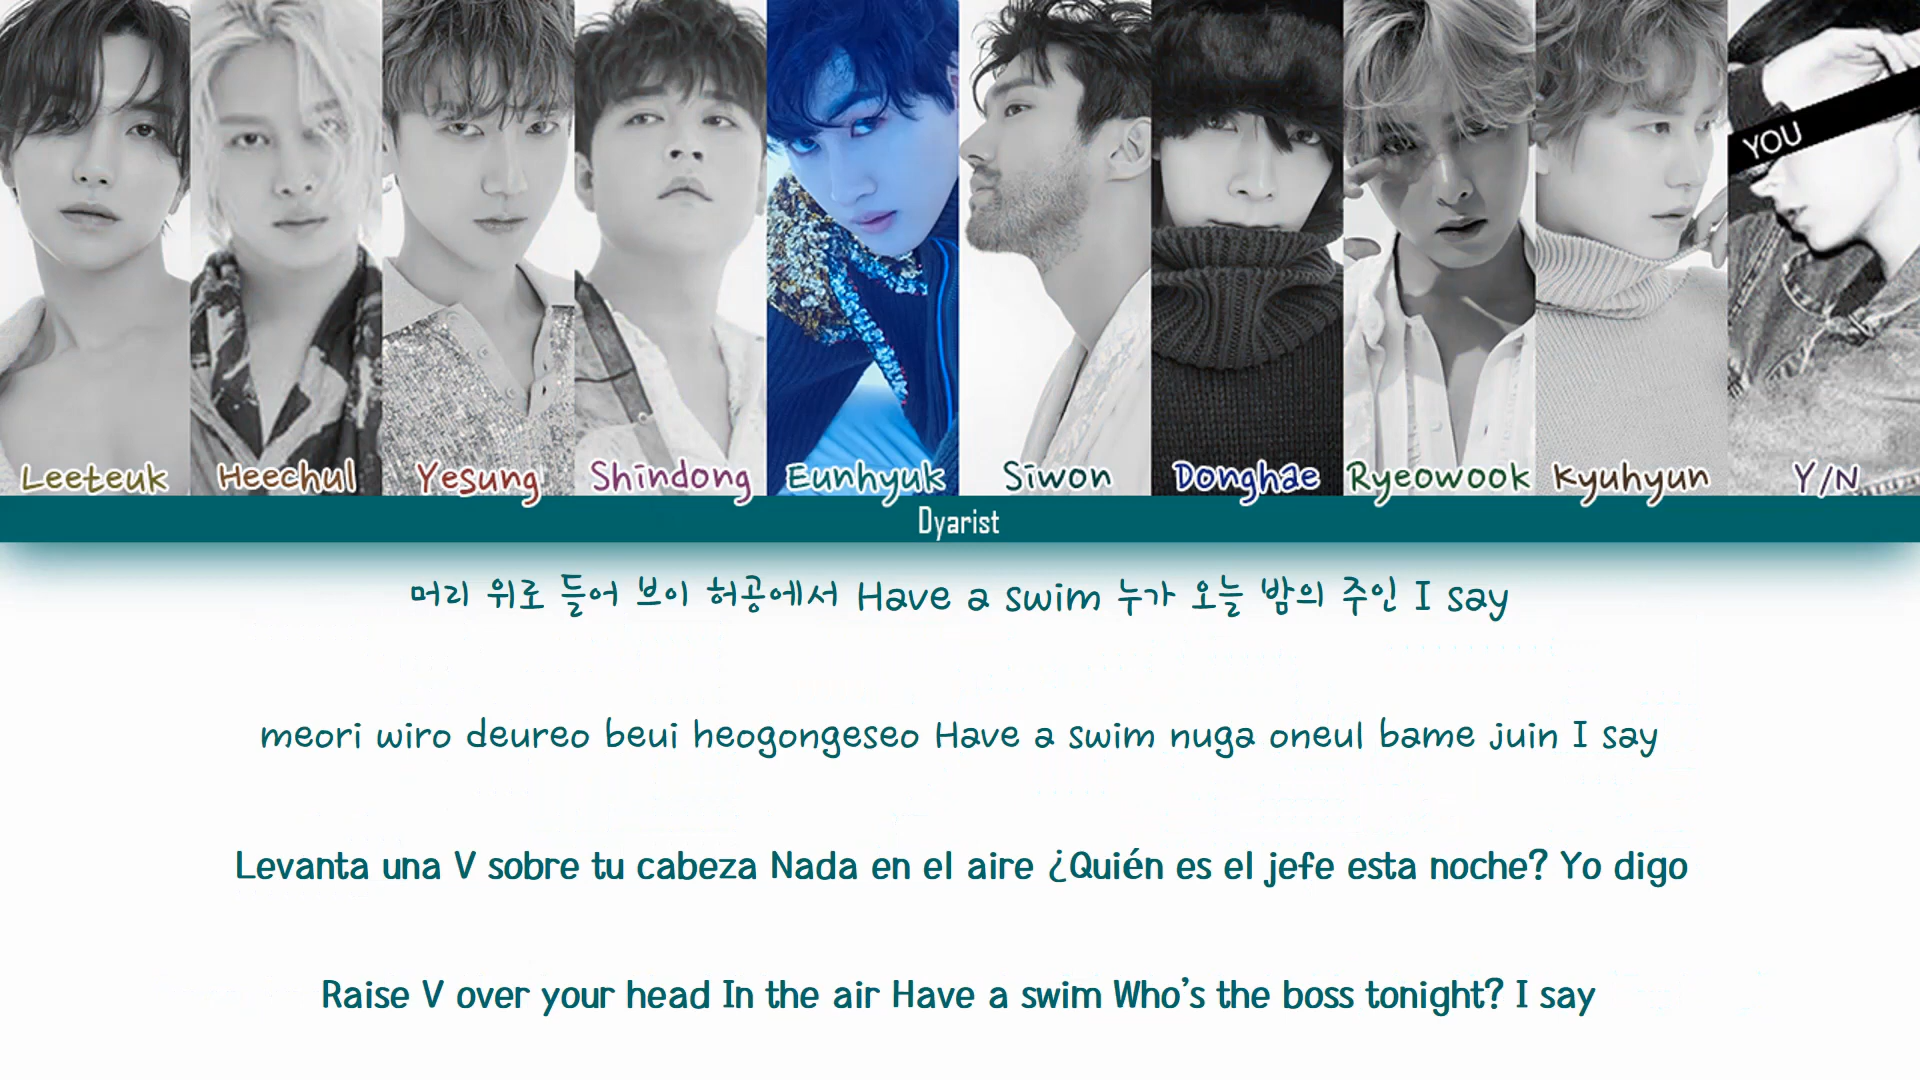 YOU
Leeteuk Heechul Yesung Shindong Eunhyuk Siwon Donghae Ryeowook Kyuhyun Y/N
Dyarist
머리 위로 들어 브이 허공에서 Have a swim 누가 오늘 밤의 주인 I say
meori wiro deureo beui heogongeseo Have a swim nuga oneul bame juin I say
Levanta una V sobre tu cabeza Nada en el aire ¿Quién es el jefe esta noche? Yo digo
Raise V over your head In the air Have a swim Who's the boss tonight? I say